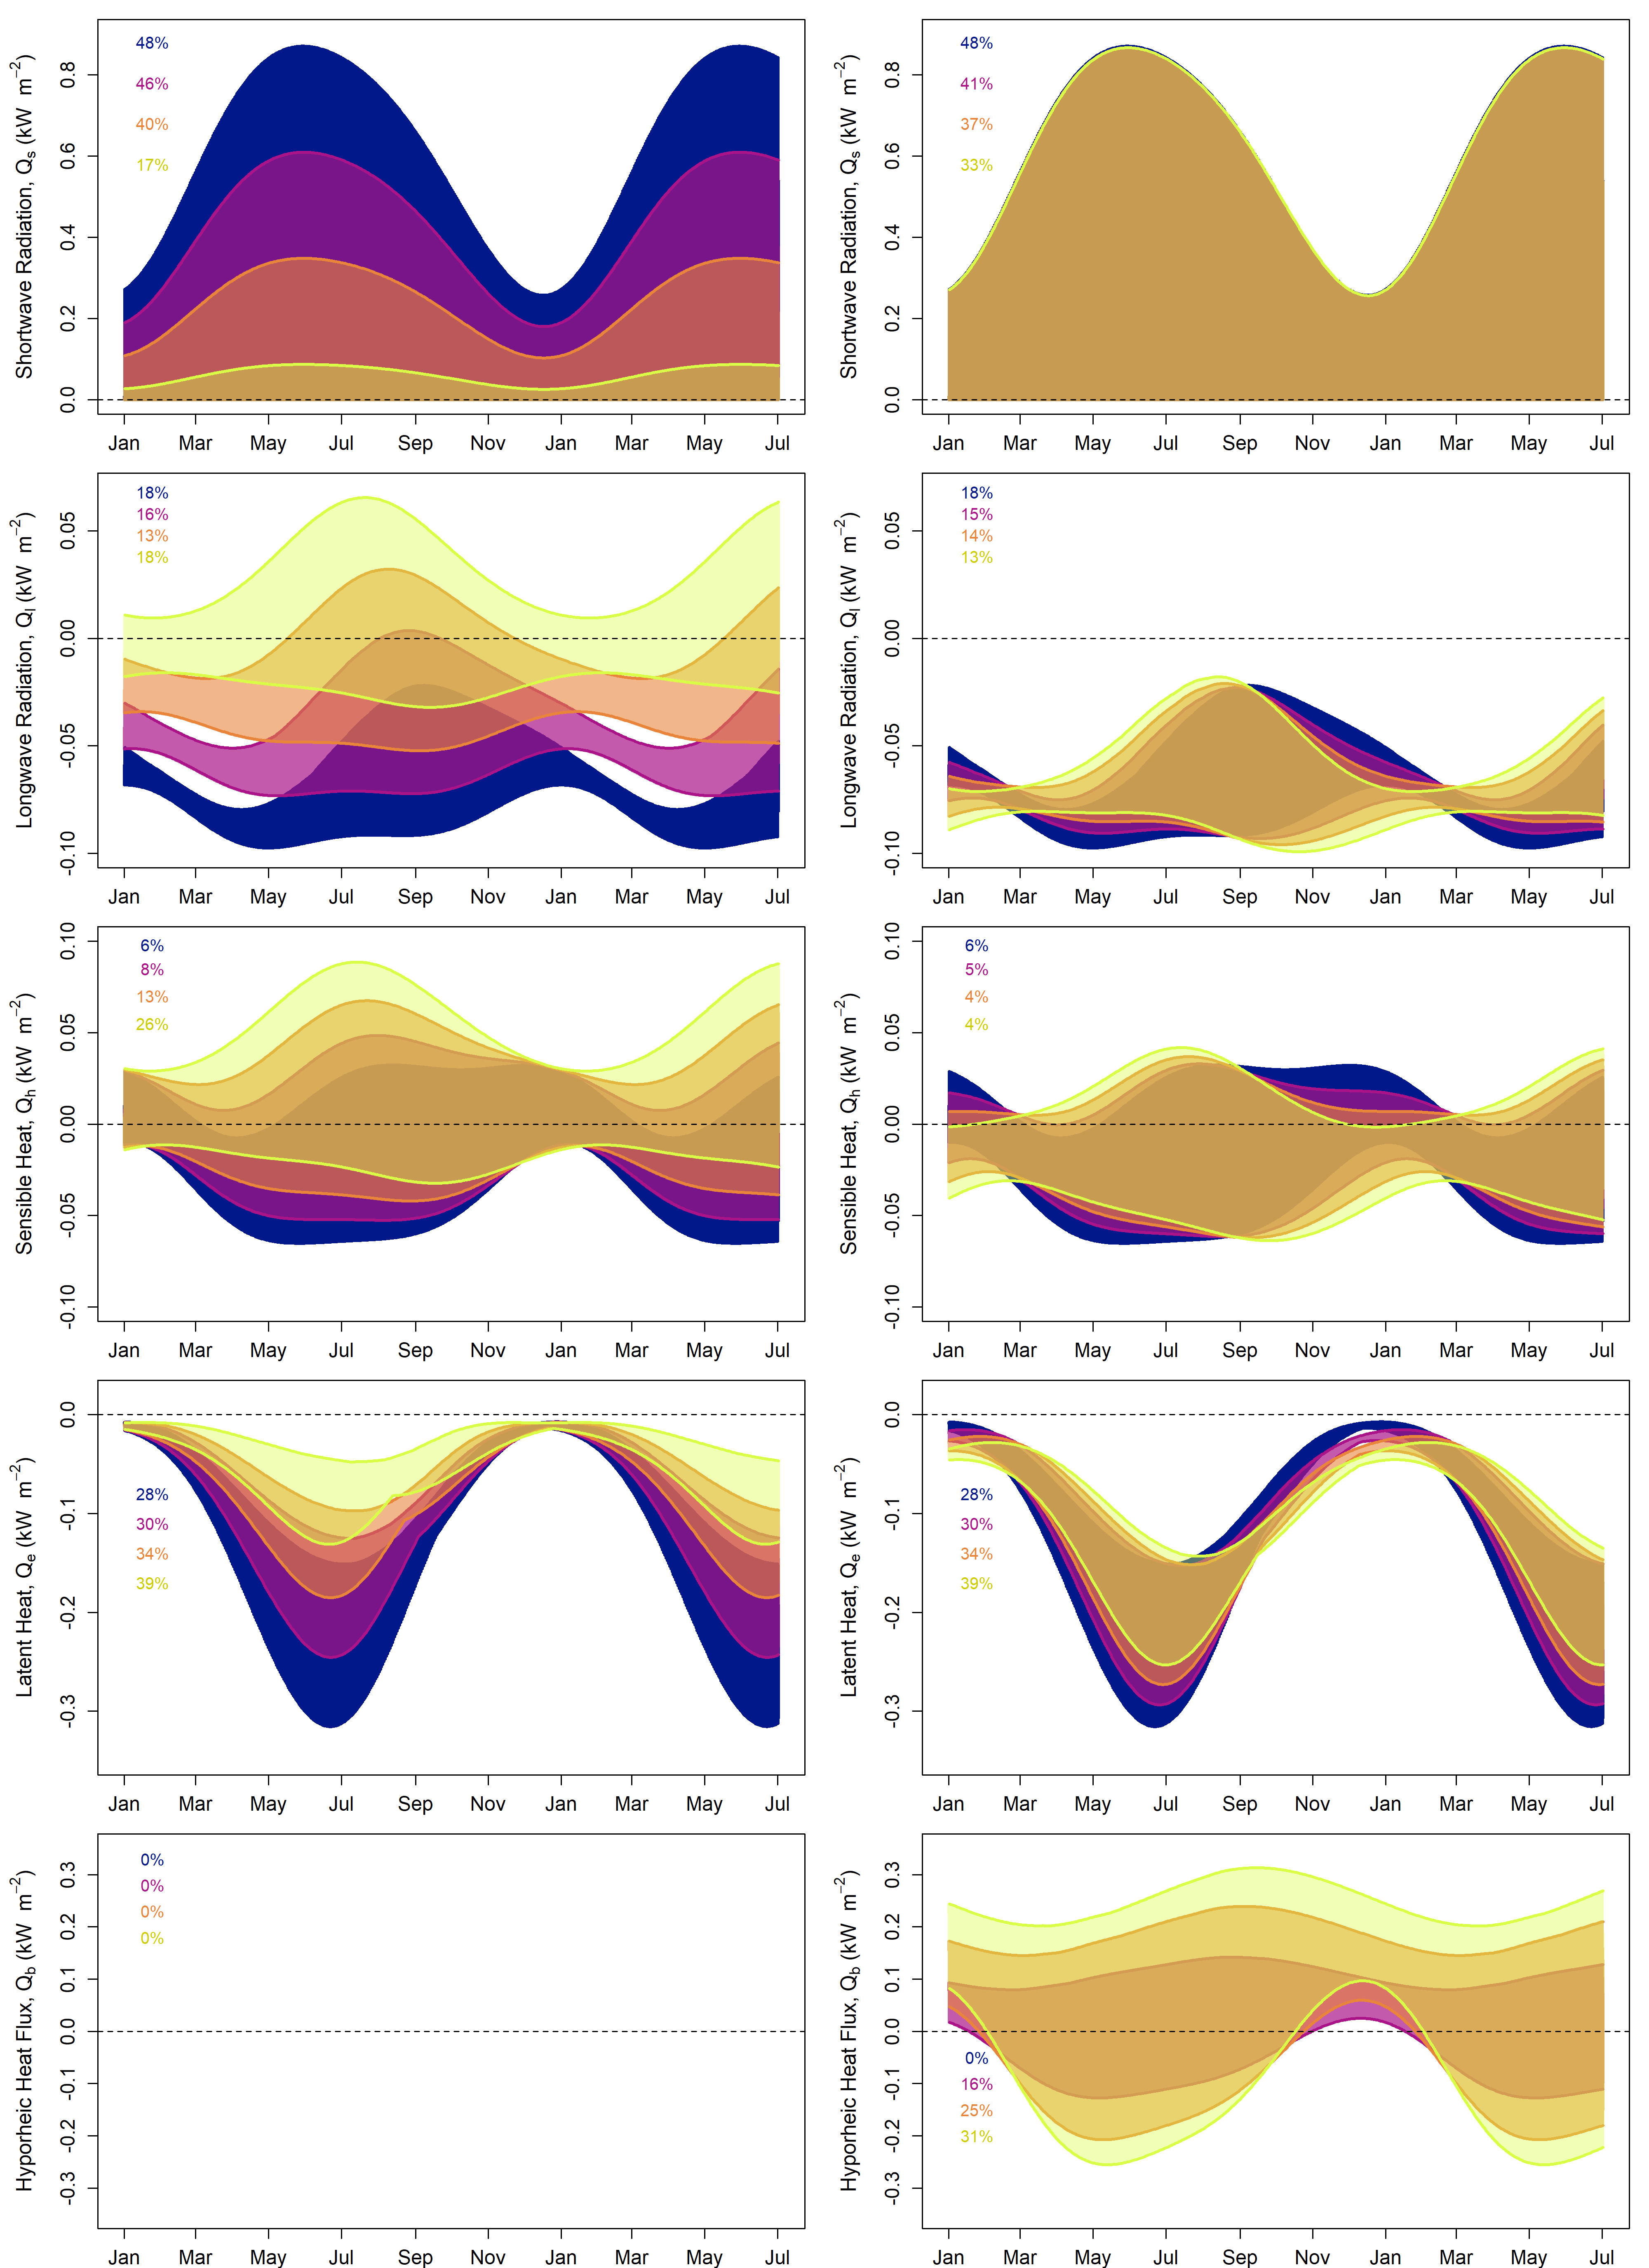 Shortwave Radiation, Qs (kW m−2)
0.0 0.2 0.4 0.6 0.8
48%
46%
40%
17%
Jan Mar May Jul Sep Nov Jan Mar May Jul
Shortwave Radiation, Qs (kW m−2)
0.0 0.2 0.4 0.6 0.8
48%
41%
37%
33%
Jan Mar May Jul Sep Nov Jan Mar May Jul
Longwave Radiation, Ql (kW m−2)
-0.10 -0.05 0.00 0.05
18%
16%
13%
18%
Jan Mar May Jul Sep Nov Jan Mar May Jul
Longwave Radiation, Ql (kW m−2)
-0.10 -0.05 0.00 0.05
18%
15%
14%
13%
Jan Mar May Jul Sep Nov Jan Mar May Jul
Sensible Heat, Qh (kW m−2)
-0.10 -0.05 0.00 0.05 0.10
6%
8%
13%
26%
Jan Mar May Jul Sep Nov Jan Mar May Jul
Sensible Heat, Qh (kW m−2)
-0.10 -0.05 0.00 0.05 0.10
6%
5%
4%
4%
Jan Mar May Jul Sep Nov Jan Mar May Jul
Latent Heat, Qe (kW m−2)
-0.3 -0.2 -0.1 0.0
28%
30%
34%
39%
Jan Mar May Jul Sep Nov Jan Mar May Jul
Latent Heat, Qe (kW m−2)
-0.3 -0.2 -0.1 0.0
28%
30%
34%
39%
Jan Mar May Jul Sep Nov Jan Mar May Jul
Hyporheic Heat Flux, Qb (kW m−2)
-0.3 -0.2 -0.1 0.0 0.1 0.2 0.3
0%
0%
0%
0%
Jan Mar May Jul Sep Nov Jan Mar May Jul
Hyporheic Heat Flux, Qb (kW m−2)
-0.3 -0.2 -0.1 0.0 0.1 0.2 0.3
0%
16%
25%
31%
Jan Mar May Jul Sep Nov Jan Mar May Jul